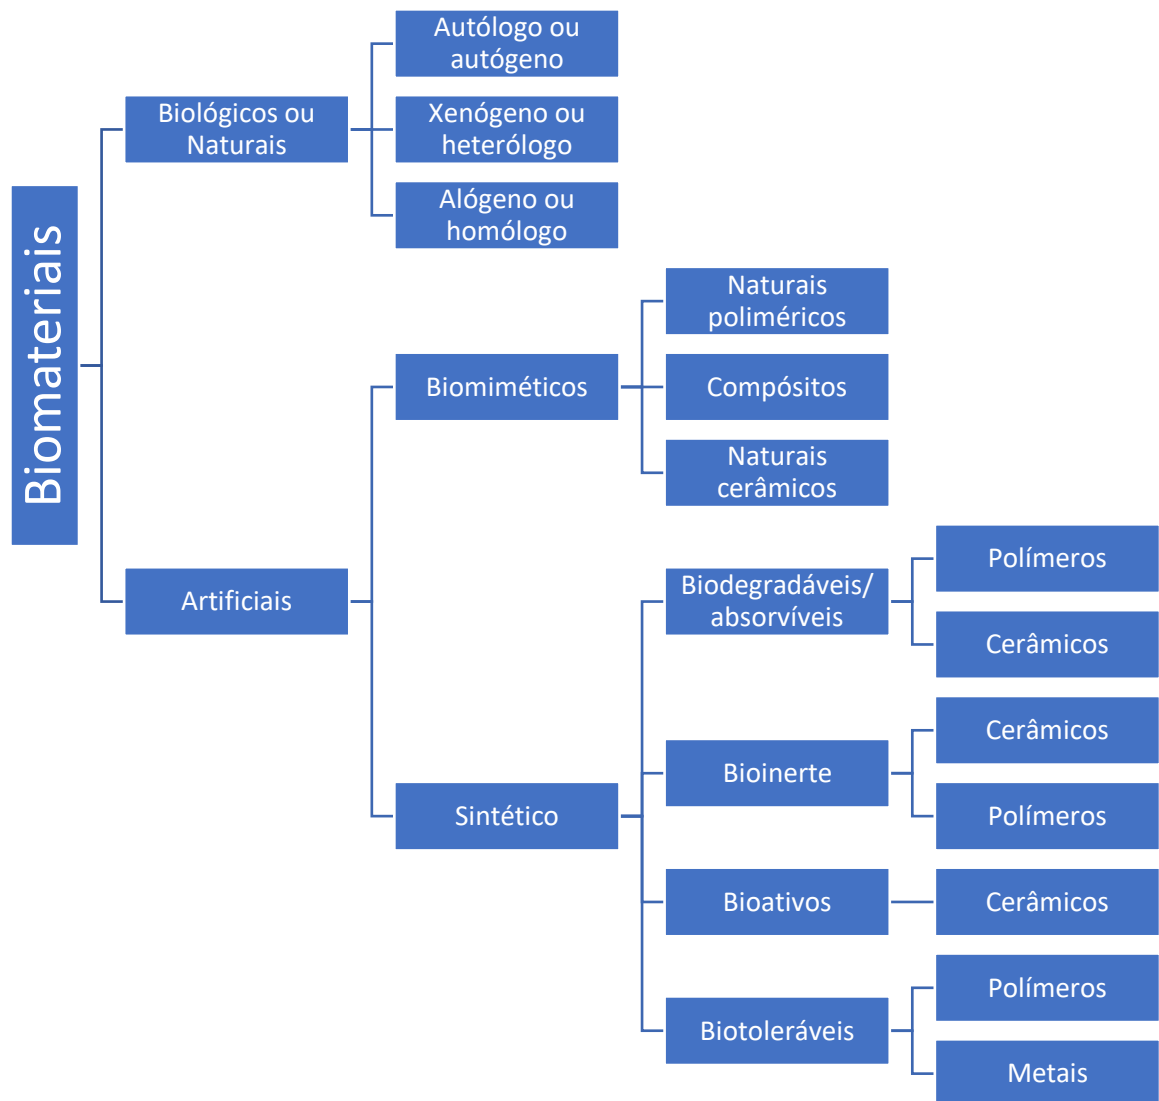 Biomateriais
Biológicos ou
Naturais
Autólogo ou
autógeno
Xenógeno ou
heterólogo
Alógeno ou
homólogo
Artificiais
Biomiméticos
Naturais
poliméricos
Compósitos
Naturais
cerâmicos
Sintético
Biodegradáveis/
absorvíveis
Polímeros
Cerâmicos
Bioinerte
Cerâmicos
Polímeros
Bioativos
Cerâmicos
Biotoleráveis
Polímeros
Metais